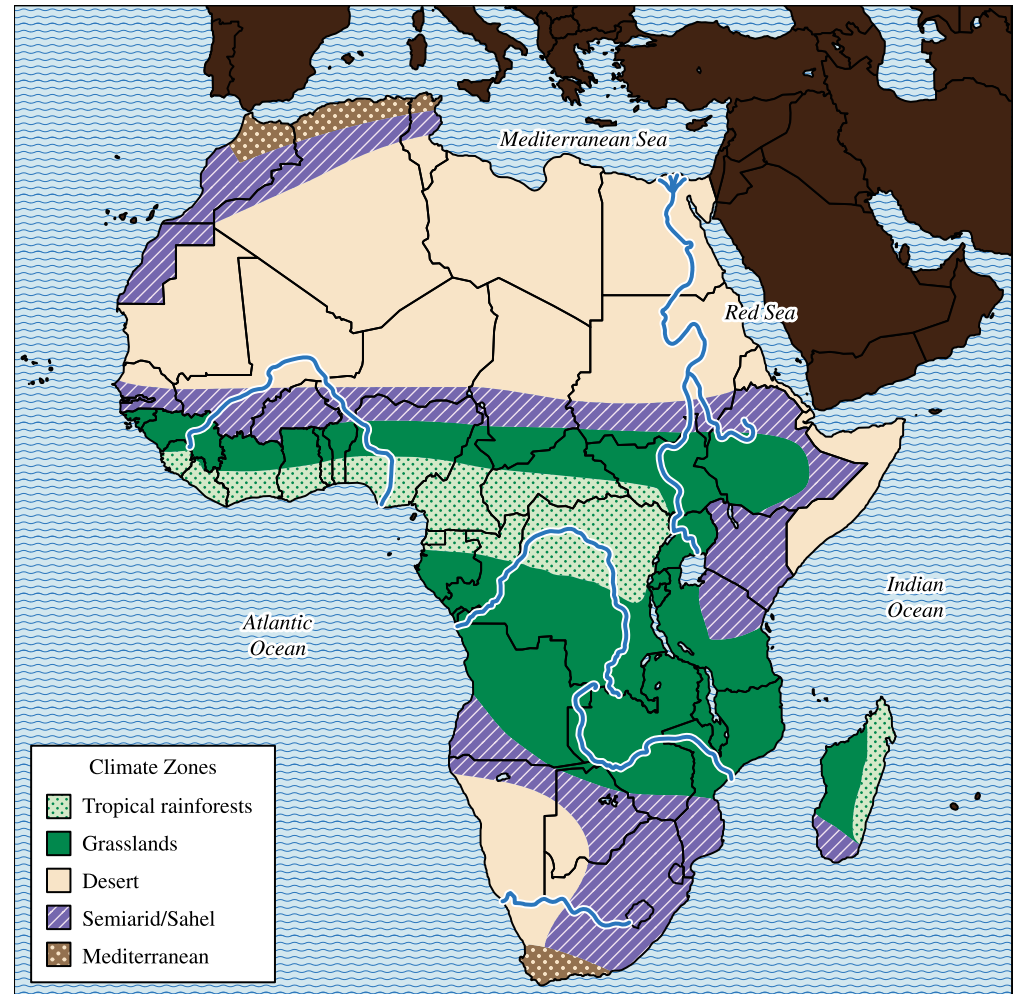 Mediterranean Sea
Red Sea
Indian
Ocean
Atlantic
Ocean
Climate Zones
Tropical rainforests
Grasslands
Desert
Semiarid/Sahel
Mediterranean